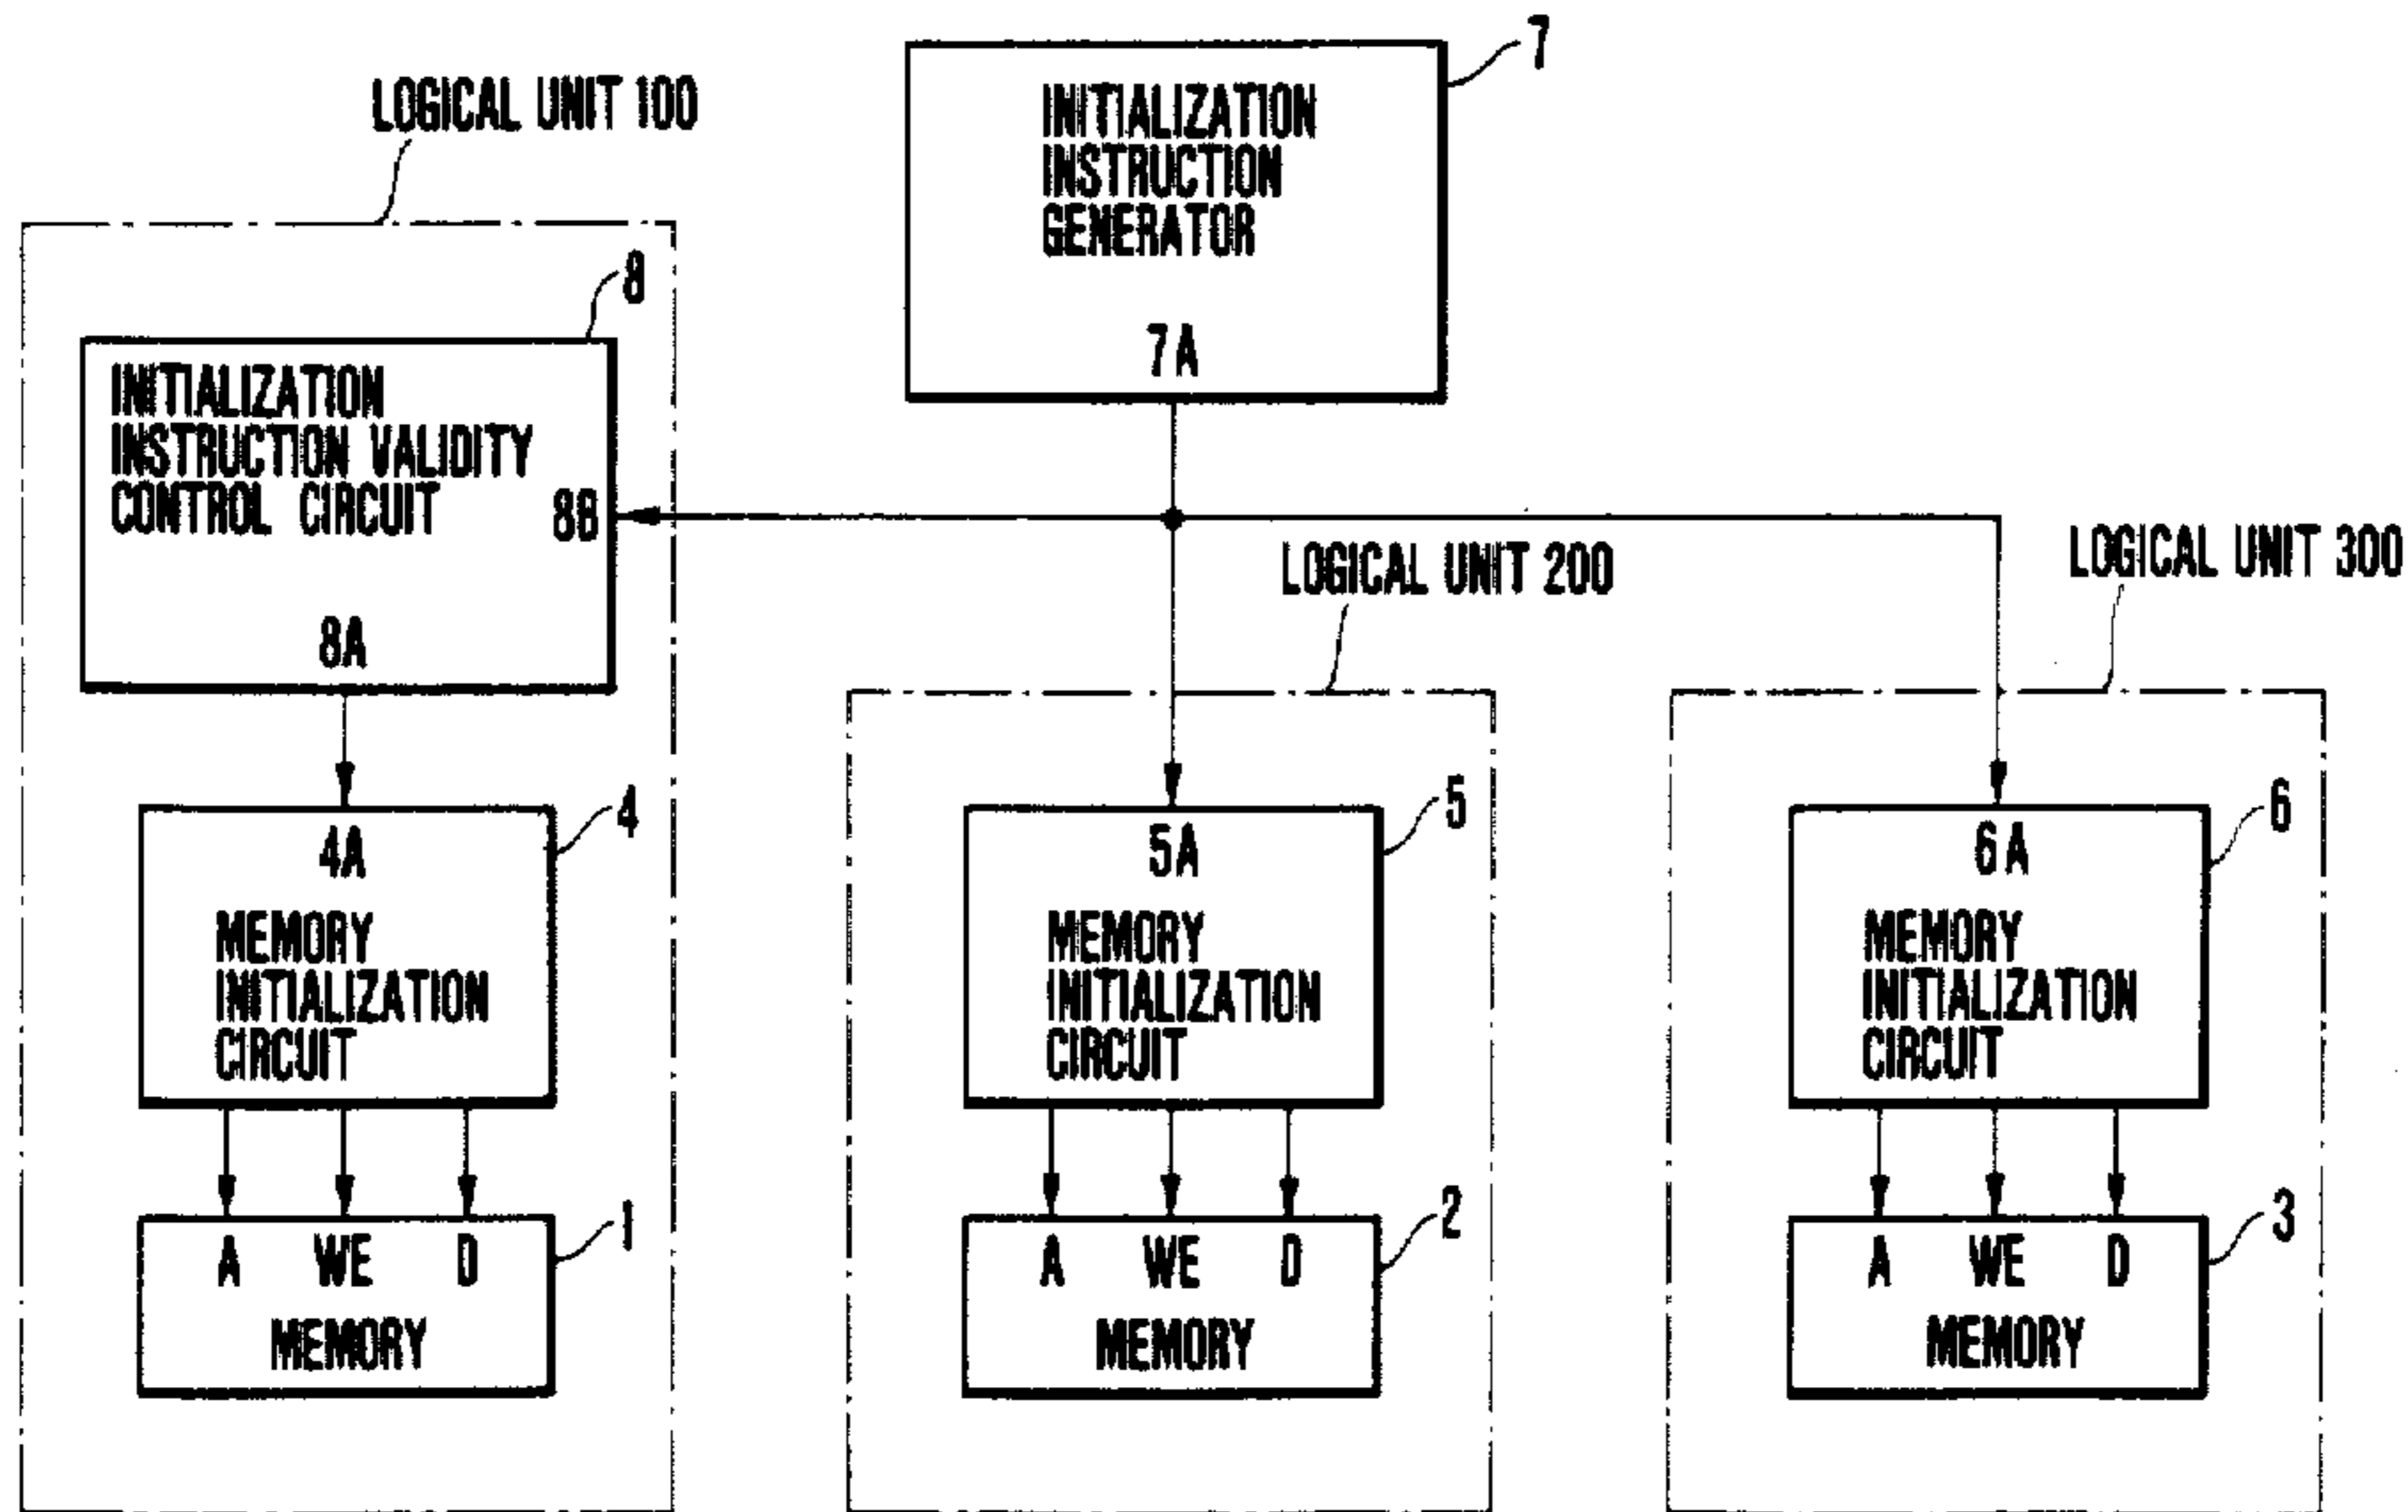 LOGICAL UNIT 100
7
INITIALIZATION
INSTRUCTION
GENERATOR
7A
8
INITIALIZATION
INSTRUCTION VALIDITY
CONTROL CIRCUIT
8B
8A
LOGICAL UNIT 200
LOGICAL UNIT 300
4
4A
MEMORY
INITIALIZATION
CIRCUIT
5
5A
MEMORY
INITIALIZATION
CIRCUIT
6
6A
MEMORY
INITIALIZATION
CIRCUIT
1
A WE D
MEMORY
2
A WE D
MEMORY
3
A WE D
MEMORY